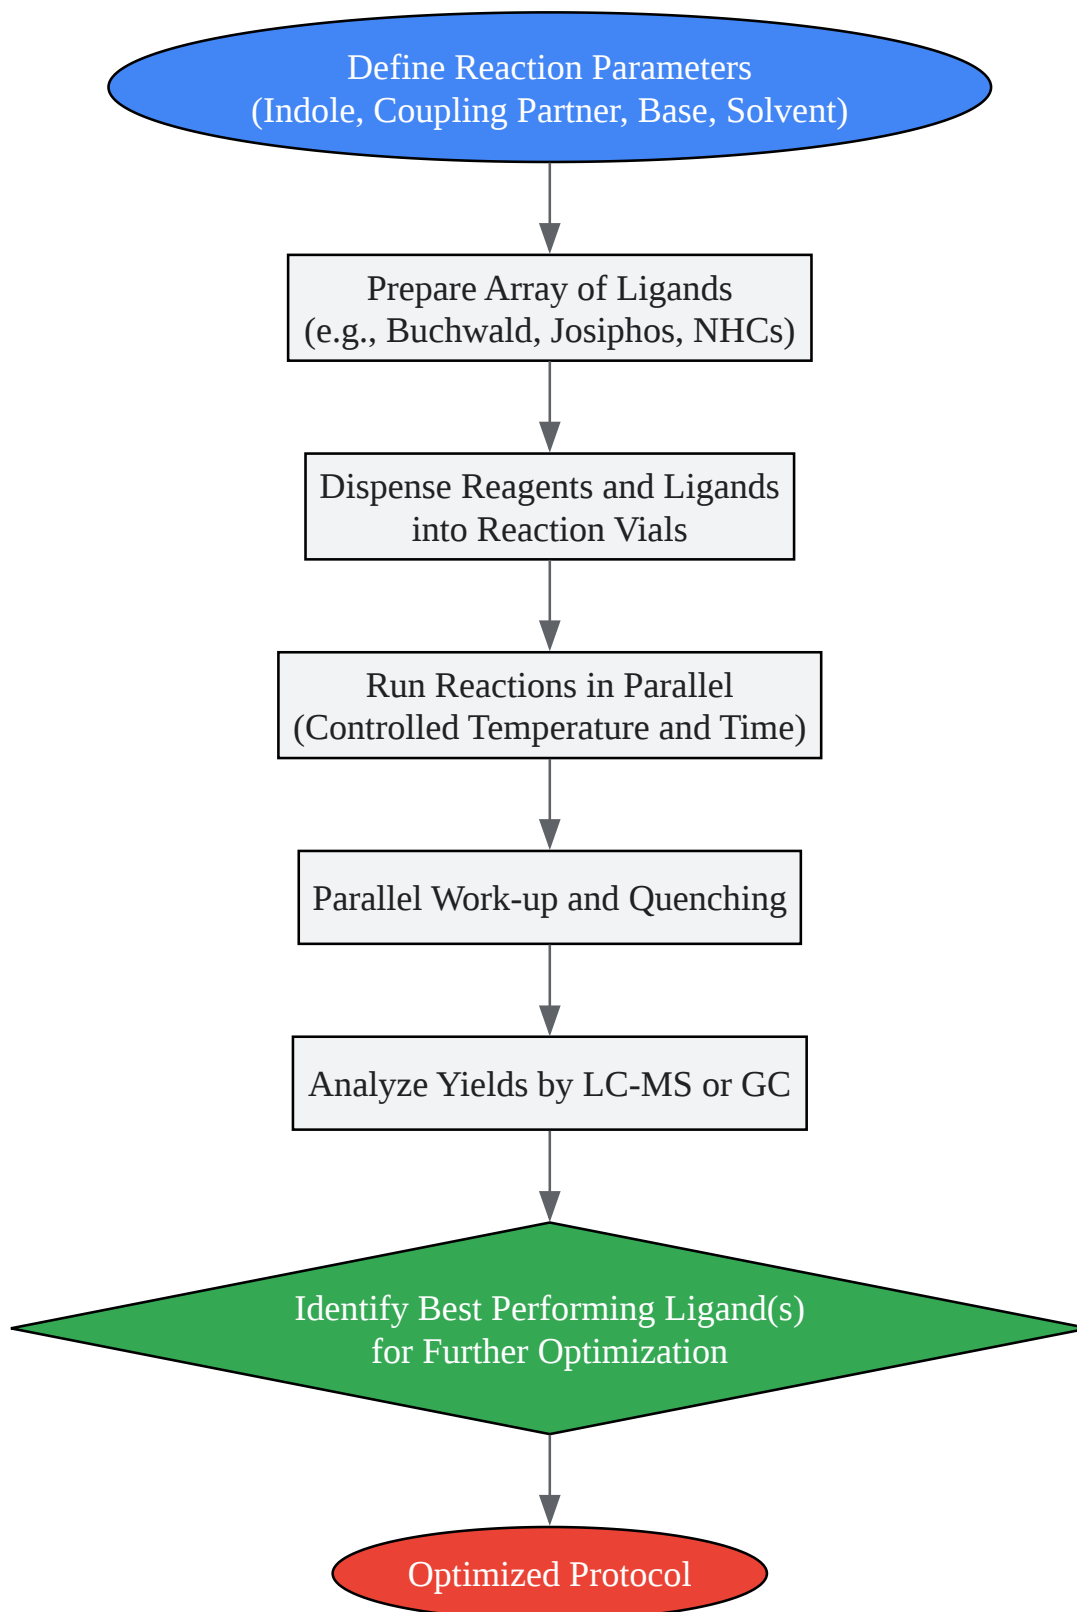 Define Reaction Parameters
(Indole, Coupling Partner, Base, Solvent)
Prepare Array of Ligands
(e.g., Buchwald, Josiphos, NHCs)
Dispense Reagents and Ligands
into Reaction Vials
Run Reactions in Parallel
(Controlled Temperature and Time)
Parallel Work-up and Quenching
Analyze Yields by LC-MS or GC
Identify Best Performing Ligand(s)
for Further Optimization
Optimized Protocol